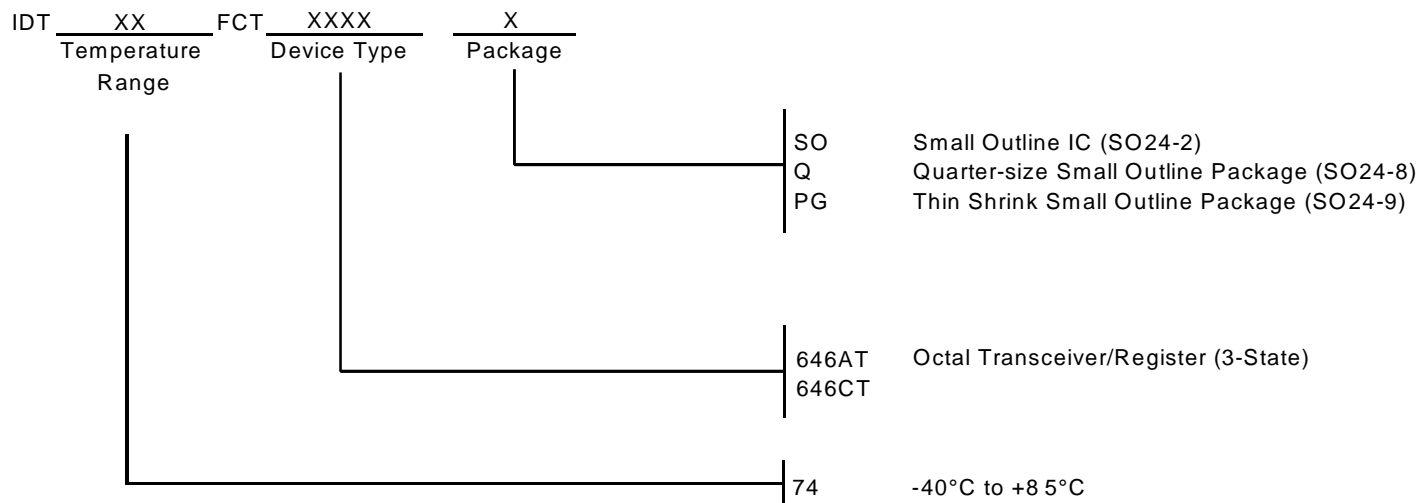 IDT XX FCT XXXX X
Temperature Range Device Type Package
SO Small Outline IC (SO24-2)
Q Quarter-size Small Outline Package (SO24-8)
PG Thin Shrink Small Outline Package (SO24-9)
646AT Octal Transceiver/Register (3-State)
646CT
74 -40°C to +85°C